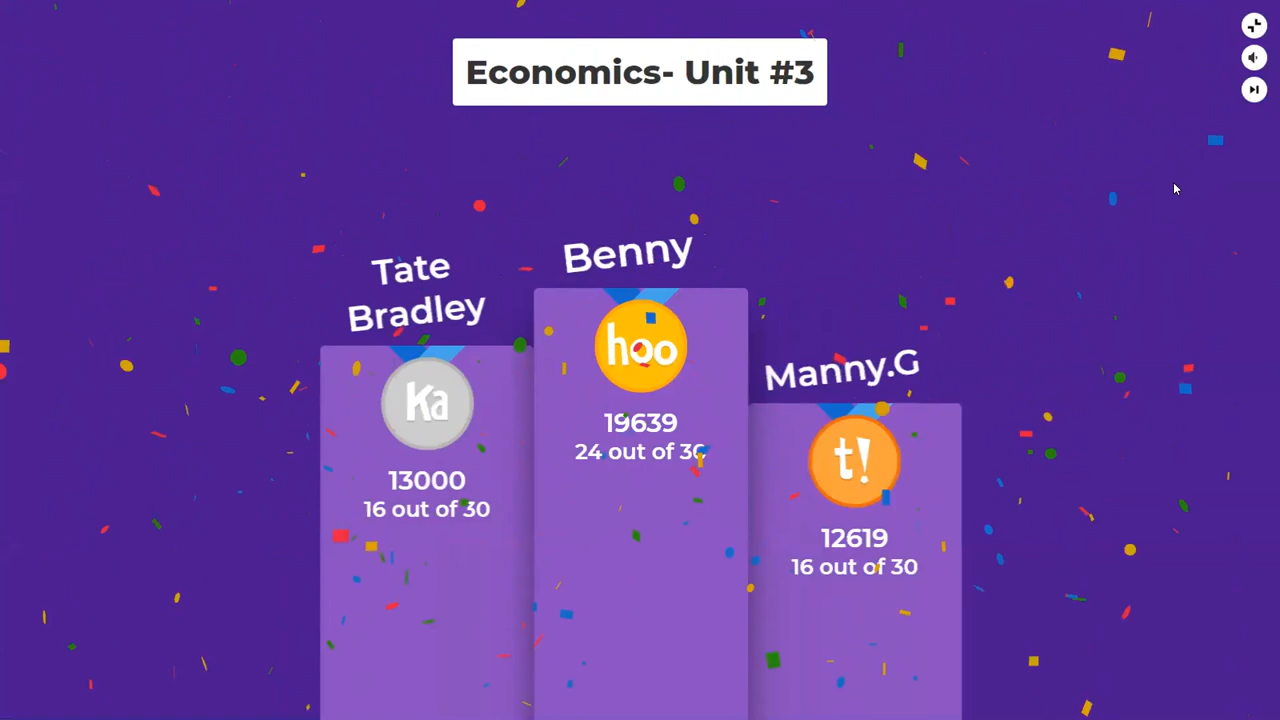 Economics- Unit #3
Tate
Bradley
Ka
13000
16 out of 30
Benny
hoo
19639
24 out of 30
Manny.G
t!
12619
16 out of 30